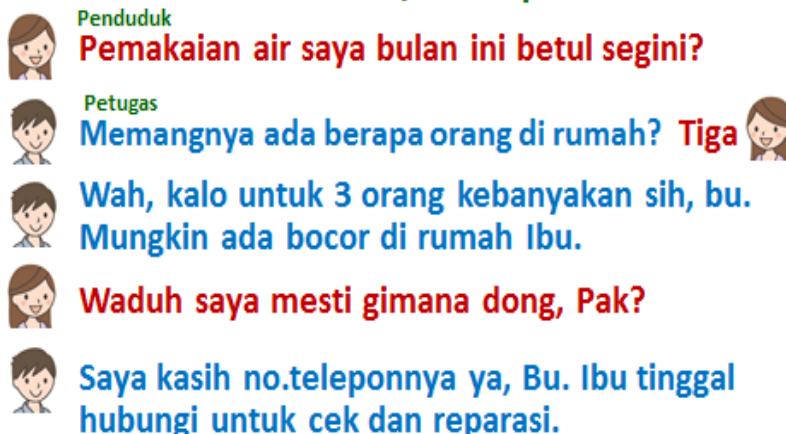 Penduduk
Pemakaian air saya bulan ini betul segini?
Petugas
Memangnya ada berapa orang di rumah? Tiga
Wah, kalo untuk 3 orang kebanyakan sih, bu.
Mungkin ada bocor di rumah Ibu.
Waduh saya mesti gimana dong, Pak?
Saya kasih no.teleponnya ya, Bu. Ibu tinggal
hubungi untuk cek dan reparasi.